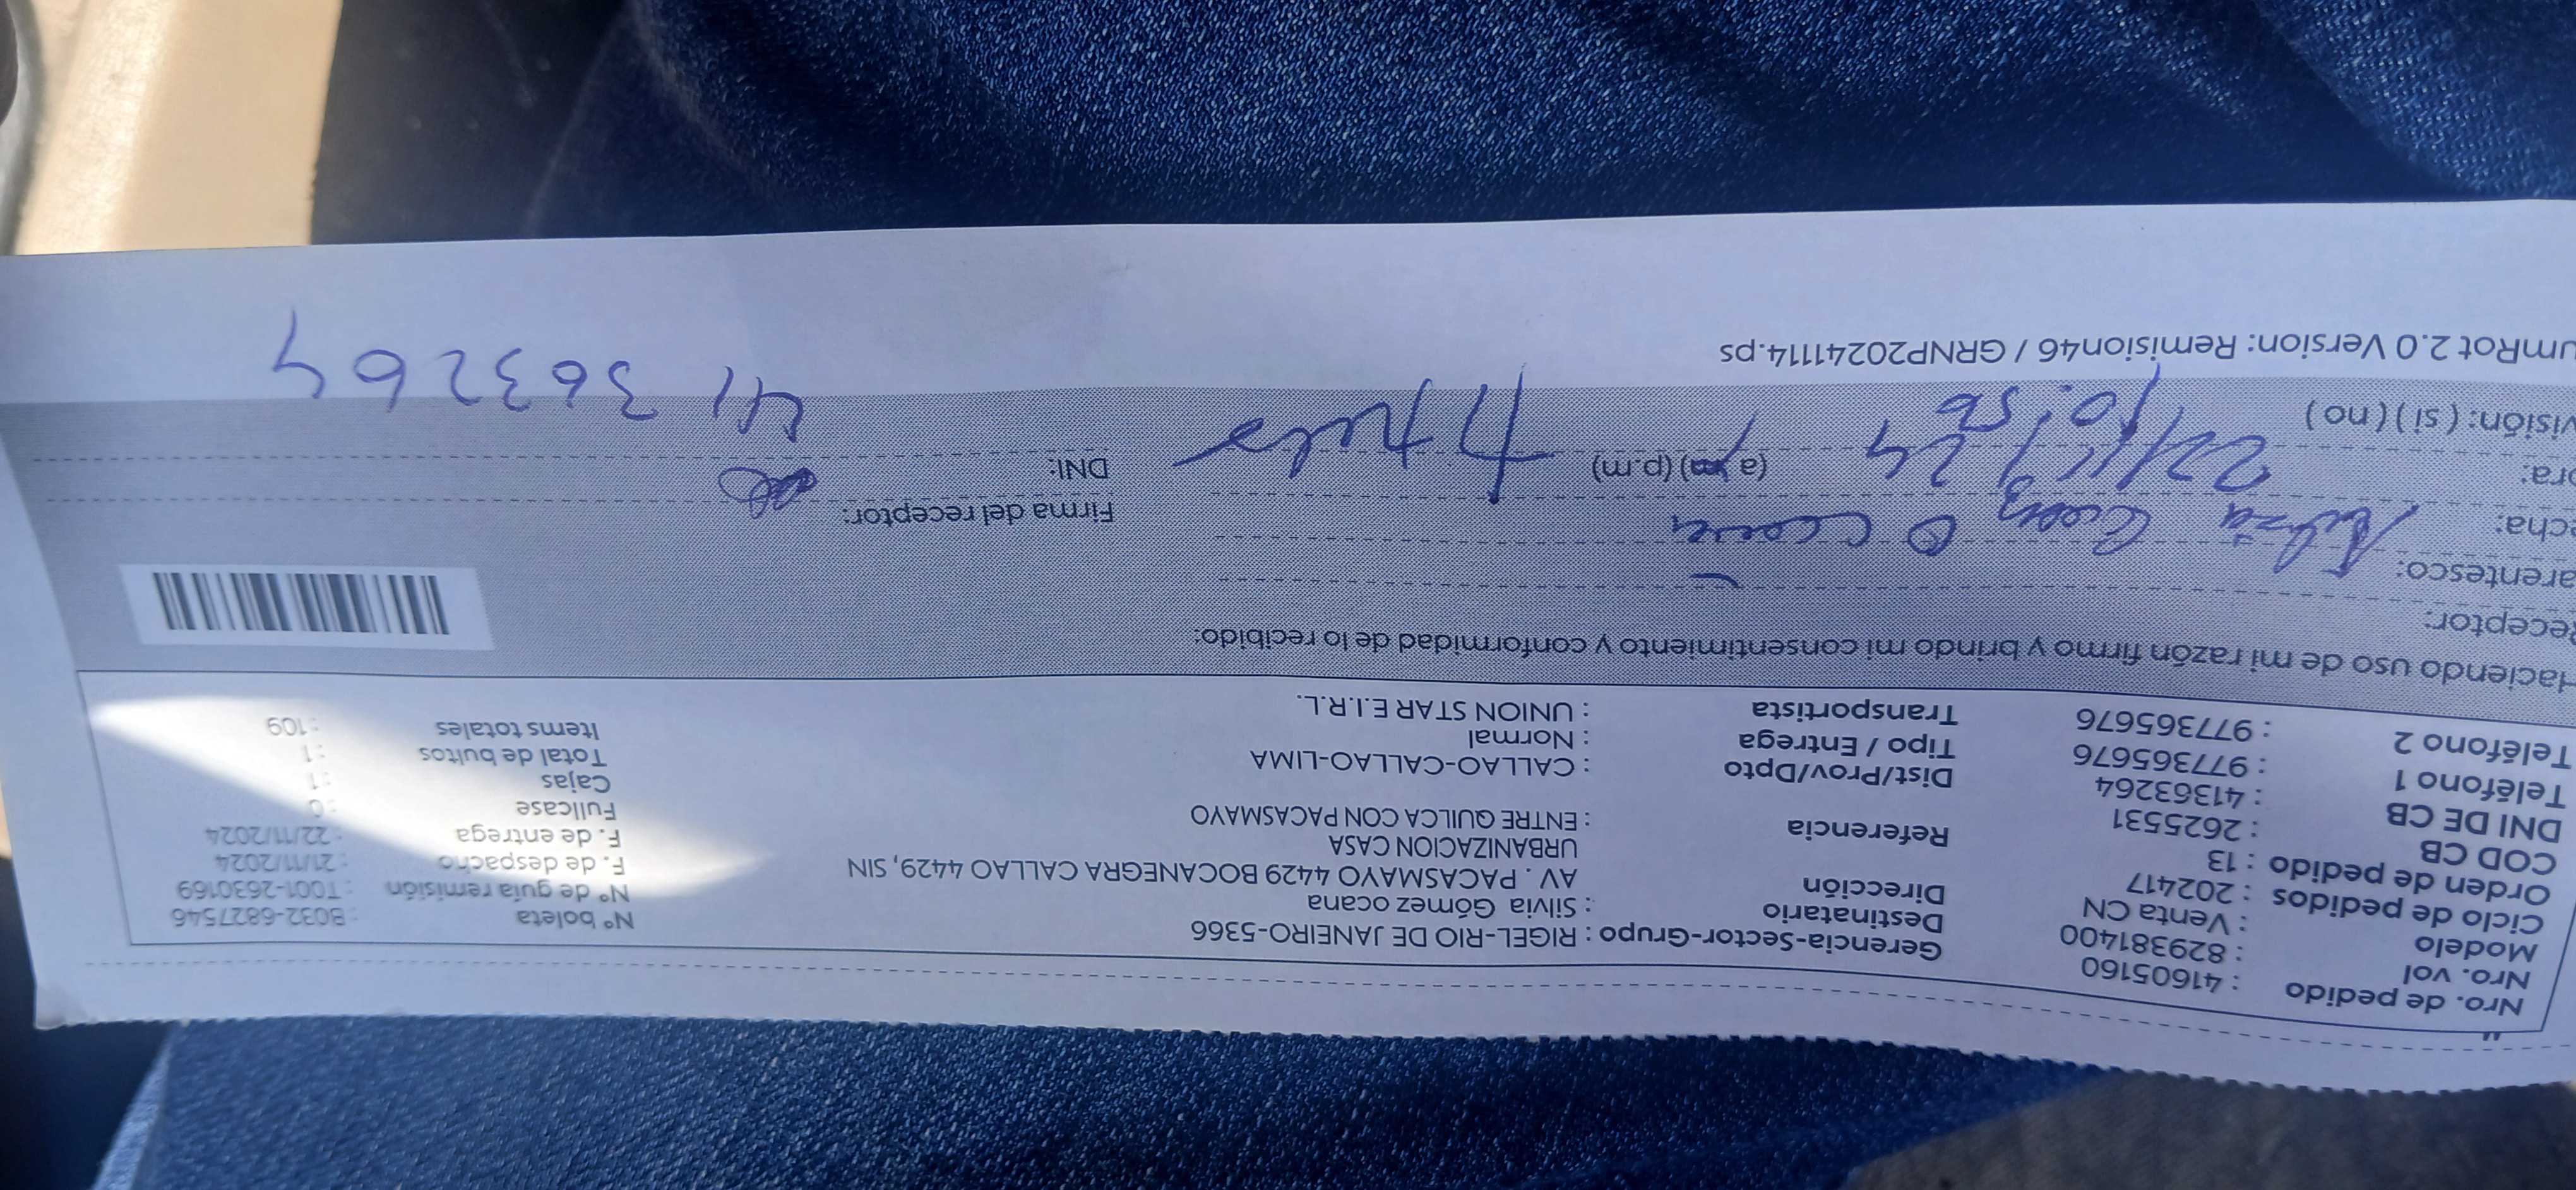 Nro. de pedido : 41605160
Nro. vol : 829381400
Modelo : Venta CN
Ciclo de pedidos : 202417
Orden de pedido : 13
COD CB : 2625531
DNI DE CB : 41363264
Teléfono 1 : 977365676
Teléfono 2 : 977365676
Gerencia-Sector-Grupo : RIGEL-RIO DE JANEIRO-5366
Destinatario : Silvia Gómez ocana
Dirección AV . PACASMAYO 4429 BOCANEGRA CALLAO 4429, SIN
URBANIZACION CASA
Referencia : ENTRE QUILCA CON PACASMAYO
Dist/Prov/Dpto : CALLAO-CALLAO-LIMA
Tipo / Entrega : Normal
Transportista : UNION STAR E.I.R.L.
Nº boleta : B032-6827546
Nº de guía remisión : T001-2630169
F. de despacho : 21/11/2024
F. de entrega : 22/11/2024
Fullcase : 0
Cajas : 1
Total de bultos : 1
Items totales : 109
Haciendo uso de mi razón firmo y brindo mi consentimiento y conformidad de lo recibido:
Receptor:
arentesco:
echa: 22/11/24
ora: 10:56 (a.m) (p.m)
visión: ( si ) ( no )
Firma del receptor:
DNI: 41363264
Titular
umRot 2.0 Version: Remision46 / GRNP20241114.ps